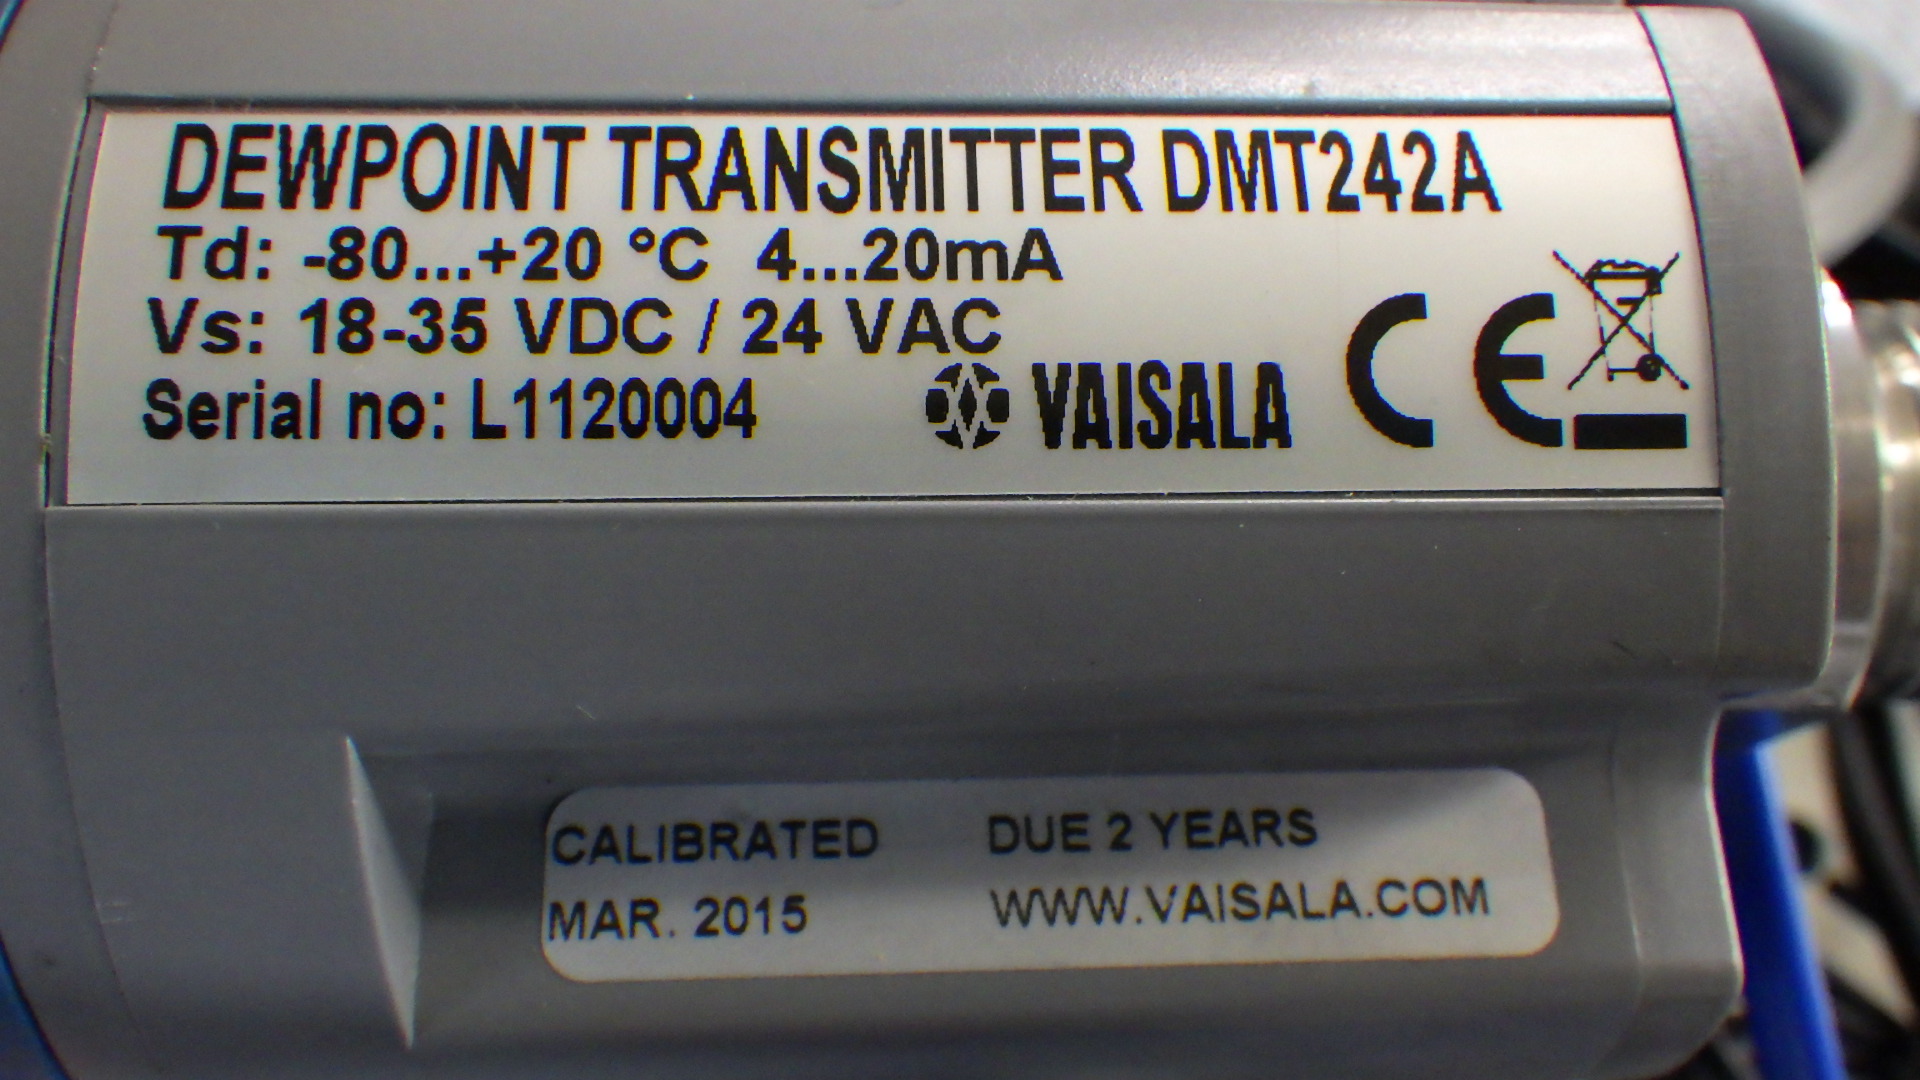 DEWPOINT TRANSMITTER DMT242A
Td: -80...+20 °C 4...20mA
Vs: 18-35 VDC / 24 VAC
Serial no: L1120004
VAISALA
CE
CALIBRATED DUE 2 YEARS
MAR. 2015 WWW.VAISALA.COM